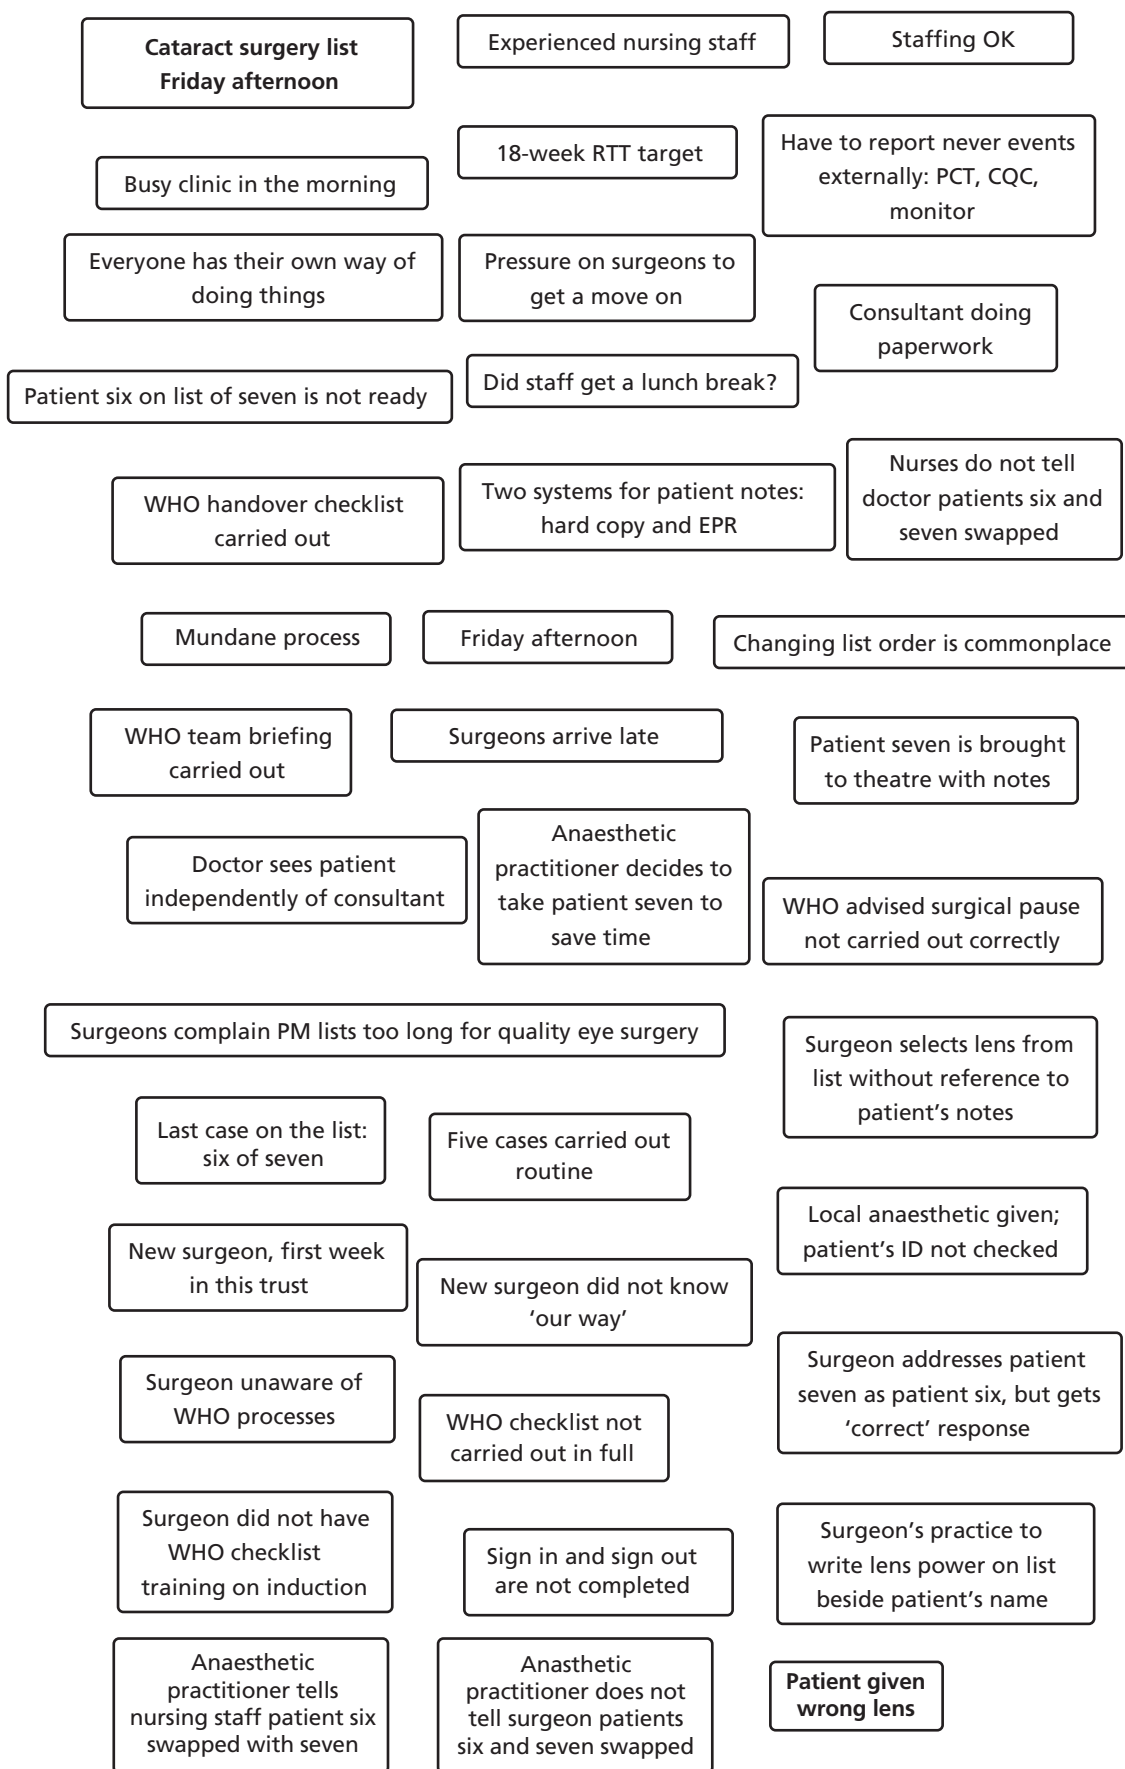 Cataract surgery list
Friday afternoon
Experienced nursing staff
Staffing OK
Busy clinic in the morning
18-week RTT target
Have to report never events
externally: PCT, CQC,
monitor
Everyone has their own way of
doing things
Pressure on surgeons to
get a move on
Consultant doing
paperwork
Patient six on list of seven is not ready
Did staff get a lunch break?
WHO handover checklist
carried out
Two systems for patient notes:
hard copy and EPR
Nurses do not tell
doctor patients six and
seven swapped
Mundane process
Friday afternoon
Changing list order is commonplace
WHO team briefing
carried out
Surgeons arrive late
Patient seven is brought
to theatre with notes
Doctor sees patient
independently of consultant
Anaesthetic
practitioner decides to
take patient seven to
save time
WHO advised surgical pause
not carried out correctly
Surgeons complain PM lists too long for quality eye surgery
Surgeon selects lens from
list without reference to
patient’s notes
Last case on the list:
six of seven
Five cases carried out
routine
Local anaesthetic given;
patient’s ID not checked
New surgeon, first week
in this trust
New surgeon did not know
‘our way’
Surgeon addresses patient
seven as patient six, but gets
‘correct’ response
Surgeon unaware of
WHO processes
WHO checklist not
carried out in full
Surgeon did not have
WHO checklist
training on induction
Sign in and sign out
are not completed
Surgeon’s practice to
write lens power on list
beside patient’s name
Anaesthetic
practitioner tells
nursing staff patient six
swapped with seven
Anasthetic
practitioner does not
tell surgeon patients
six and seven swapped
Patient given
wrong lens